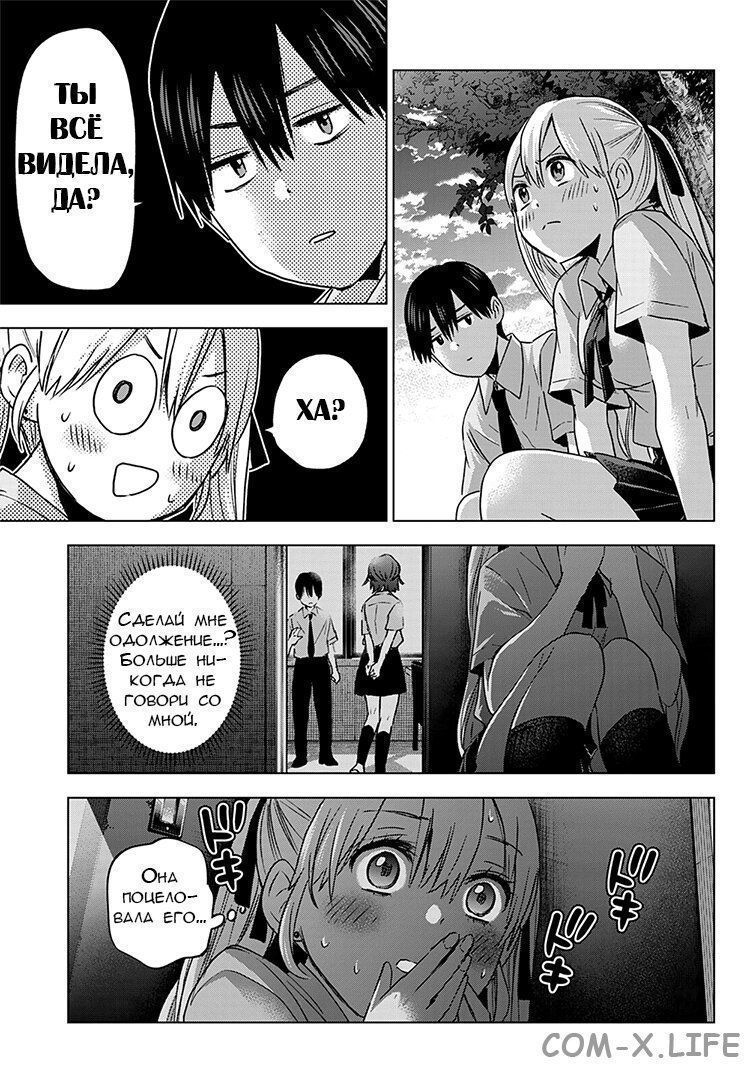 ТЫ
ВСЁ
ВИДЕЛА,
ДА?
ХА?
СДЕЛАЙ МНЕ
ОДОЛЖЕНИЕ...?
БОЛЬШЕ НИ-
КОГДА НЕ
ГОВОРИ СО
МНОЙ.
ОНА
ПОЦЕЛО-
ВАЛА ЕГО...
ドキ
ドキ
COM-X.LIFE